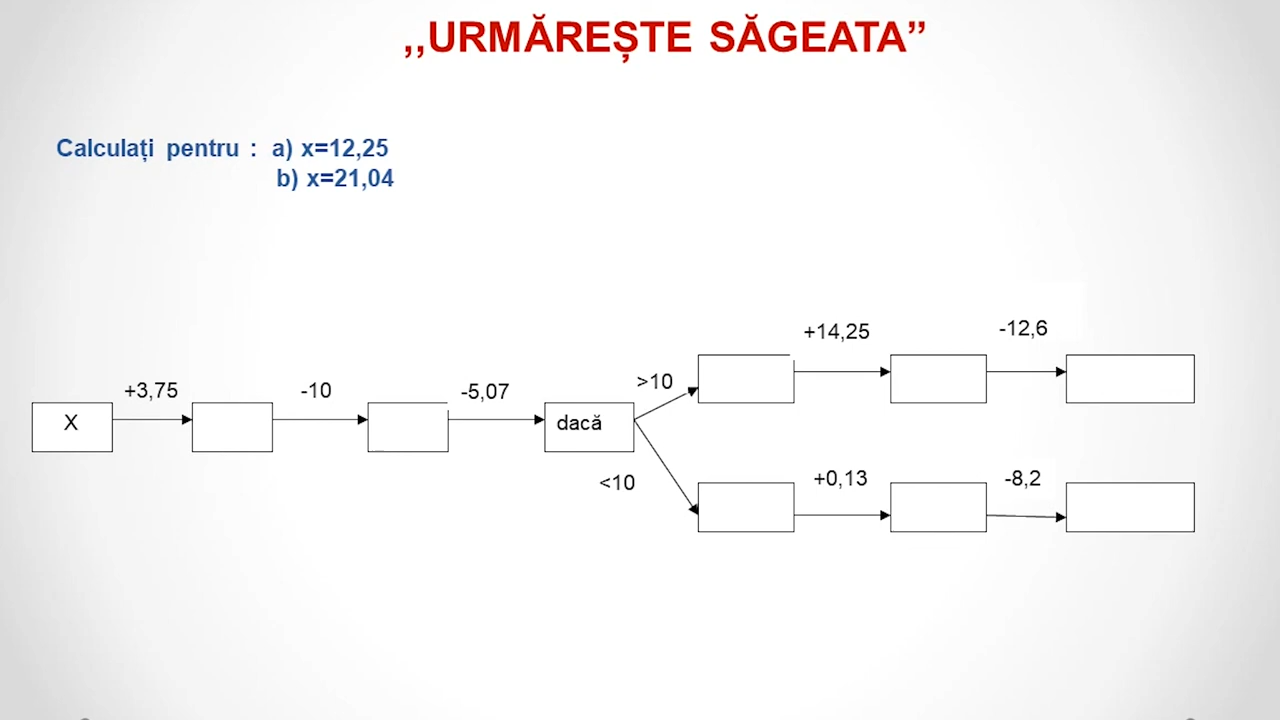 ,,URMĂREȘTE SĂGEATA”
Calculați pentru : a) x=12,25
b) x=21,04
+14,25
-12,6
+3,75
-10
-5,07
>10
X
dacă
<10
+0,13
-8,2